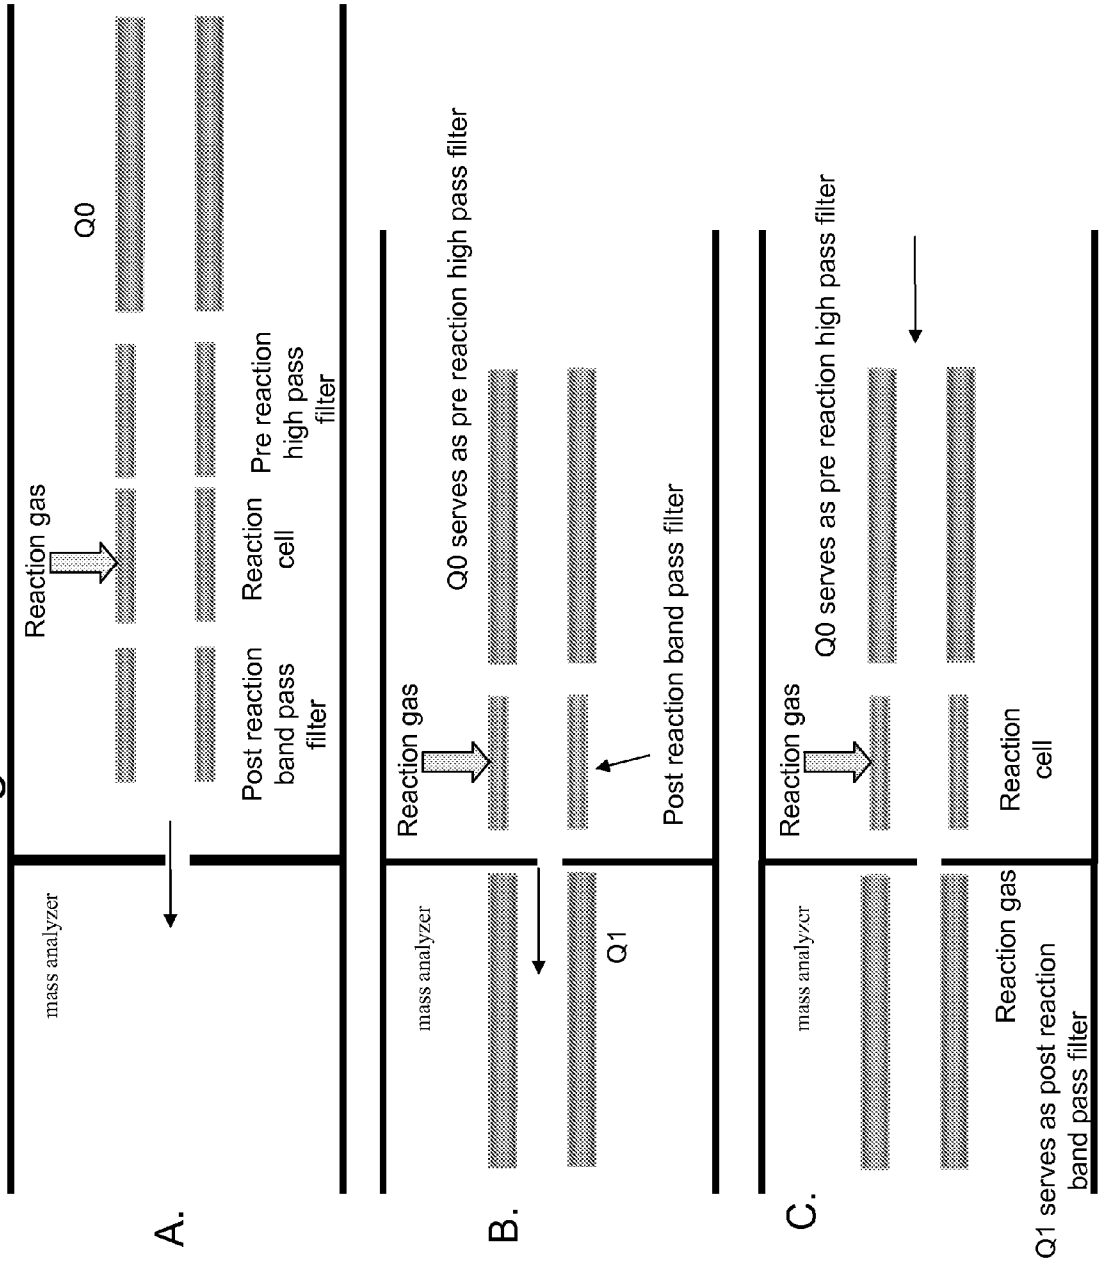 Q0
Reaction gas
Pre reaction
high pass
filter
Reaction
cell
Post reaction
band pass
filter
mass analyzer
A.
Q0 serves as pre reaction high pass filter
Reaction gas
Post reaction band pass filter
mass analyzer
Q1
B.
Q0 serves as pre reaction high pass filter
Reaction gas
Reaction
cell
mass analyzer
Reaction gas
Q1 serves as post reaction
band pass filter
C.